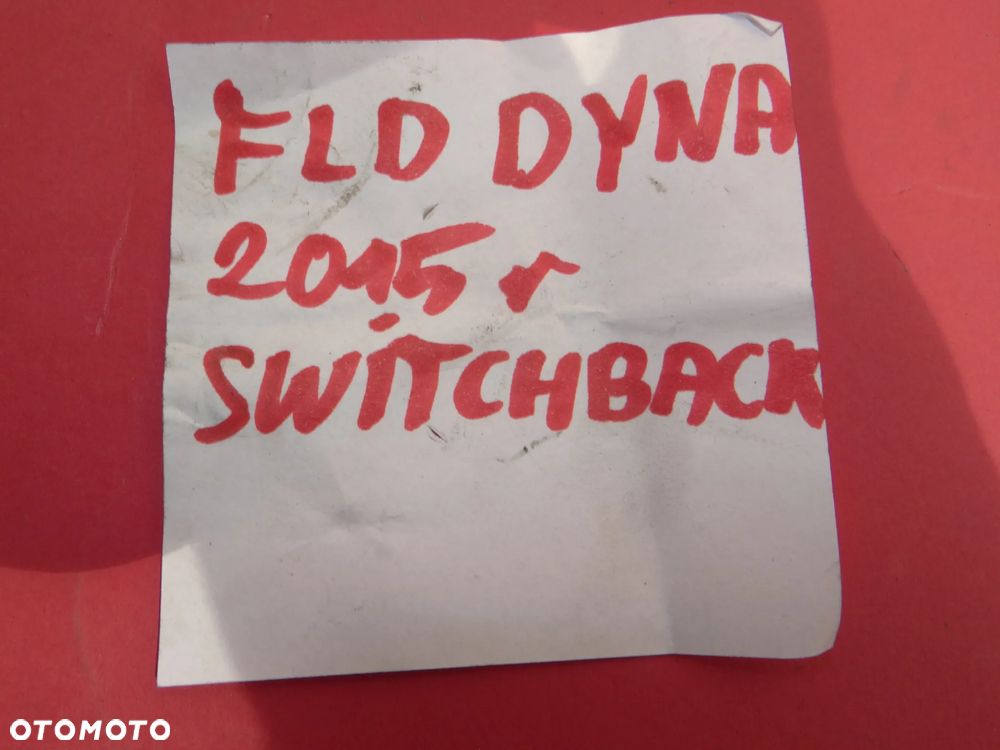 FLD DYNA
2015 r
SWITCHBACK
OTOMOTO